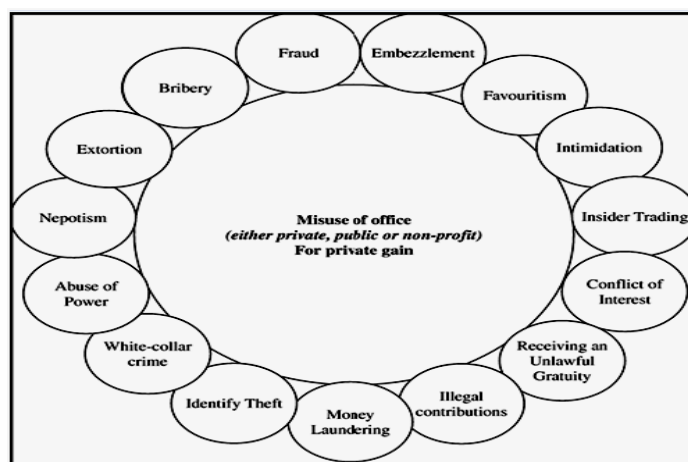 Fraud
Embezzlement
Bribery
Favouritism
Extortion
Intimidation
Nepotism
Misuse of office
(either private, public or non-profit)
For private gain
Insider Trading
Abuse of
Power
Conflict of
Interest
White-collar
crime
Receiving an
Unlawful
Gratuity
Identify Theft
Money
Laundering
Illegal
contributions